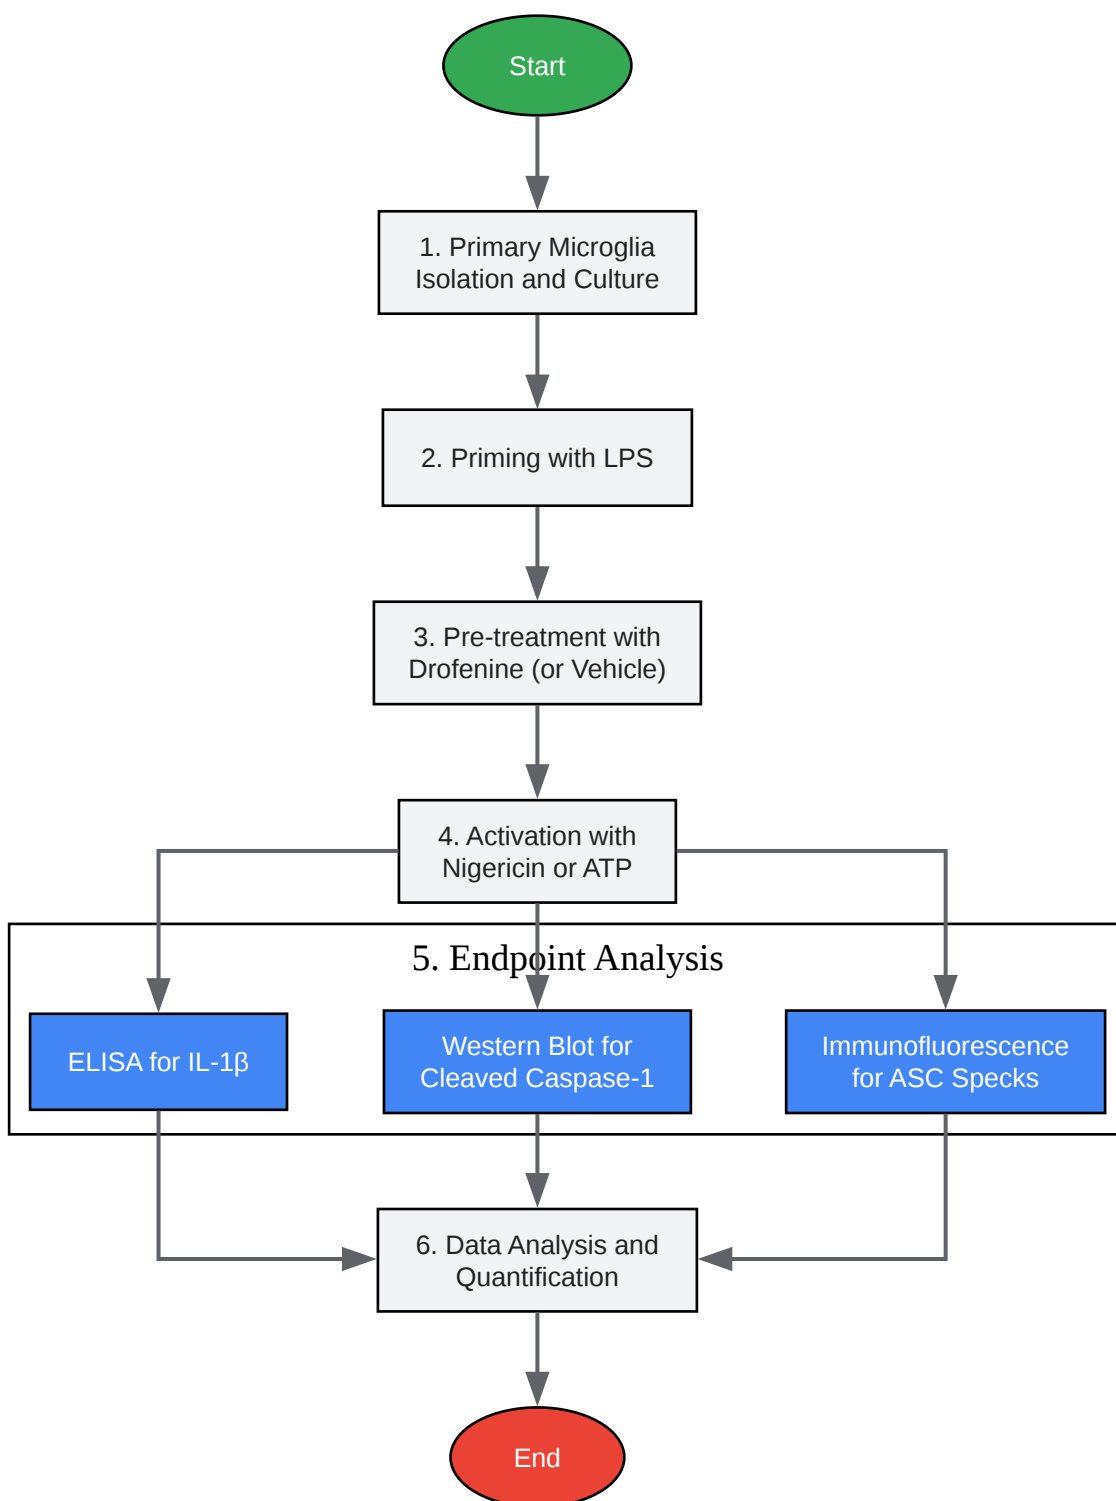 Start
1. Primary Microglia
Isolation and Culture
2. Priming with LPS
3. Pre-treatment with
Drofenine (or Vehicle)
4. Activation with
Nigericin or ATP
5. Endpoint Analysis
ELISA for IL-1β
Western Blot for
Cleaved Caspase-1
Immunofluorescence
for ASC Specks
6. Data Analysis and
Quantification
End